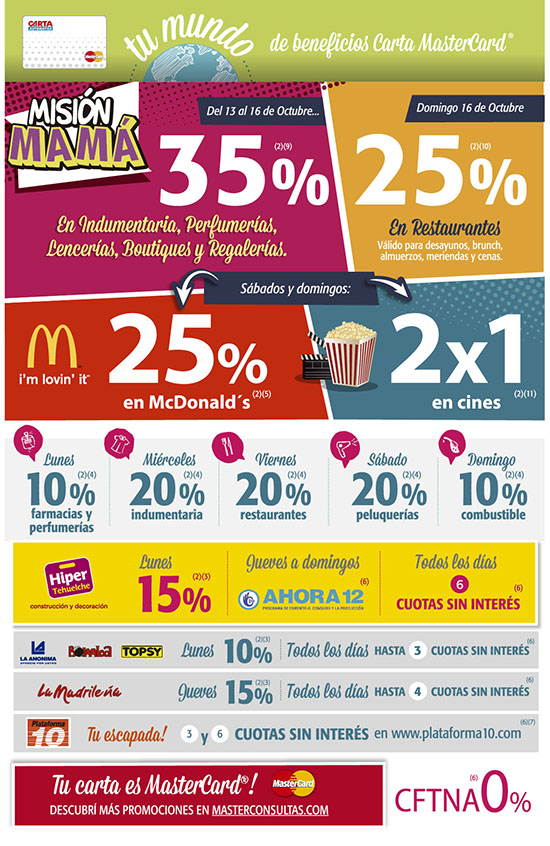 CARTA
MasterCard
tu mundo
de beneficios Carta MasterCard®
MISIÓN
MAMÁ
Del 13 al 16 de Octubre...
35% (2)(9)
En Indumentaria, Perfumerías,
Lencerías, Boutiques y Regalerías.
Domingo 16 de Octubre
25% (2)(10)
En Restaurantes
Válido para desayunos, brunch,
almuerzos, meriendas y cenas.
Sábados y domingos:
i'm lovin' it™
25%
en McDonald´s (2)(5)
2x1
en cines (2)(11)
Lunes
10% (2)(4)
farmacias y
perfumerías
Miércoles
20% (2)(4)
indumentaria
Viernes
20% (2)(4)
restaurantes
Sábado
20% (2)(4)
peluquerías
Domingo
10% (2)(4)
combustible
Hiper
Tehuelche
construcción y decoración
Lunes
15% (2)(3)
Jueves a domingos
AHORA 12 (6)
PROGRAMA DE FOMENTO AL CONSUMO Y LA PRODUCCIÓN
Todos los días
6
CUOTAS SIN INTERÉS (6)
LA ANONIMA
TOPSY
Lunes 10% (2)(3) Todos los días HASTA 3 CUOTAS SIN INTERÉS (6)
La Madrileña
Jueves 15% (2)(3) Todos los días HASTA 4 CUOTAS SIN INTERÉS (6)
Plataforma
10
Tu escapada! 3 y 6 CUOTAS SIN INTERÉS en www.plataforma10.com (6)(7)
Tu carta es MasterCard®! MasterCard
DESCUBRÍ MÁS PROMOCIONES EN MASTERCONSULTAS.COM
CFTNA 0% (6)